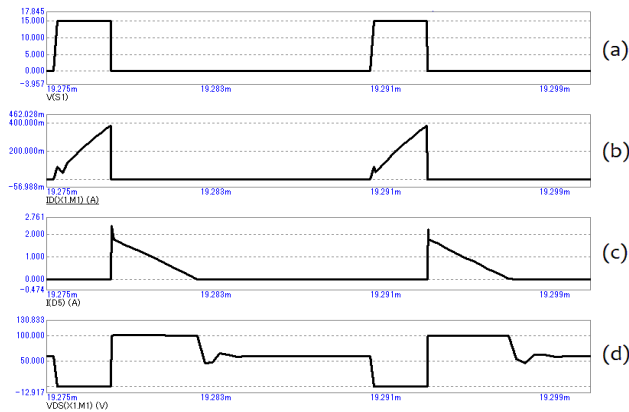 17.845
15.000
10.000
5.000
0.000
-3.957
19.275m 19.283m 19.291m 19.299m
V(S1)
(a)
462.028m
400.000m
200.000m
-56.988m
19.275m 19.283m 19.291m 19.299m
ID(X1.M1) (A)
(b)
2.761
2.000
1.000
0.000
-0.474
19.275m 19.283m 19.291m 19.299m
I(D5) (A)
(c)
130.833
100.000
50.000
-12.917
19.275m 19.283m 19.291m 19.299m
VDS(X1.M1) (V)
(d)